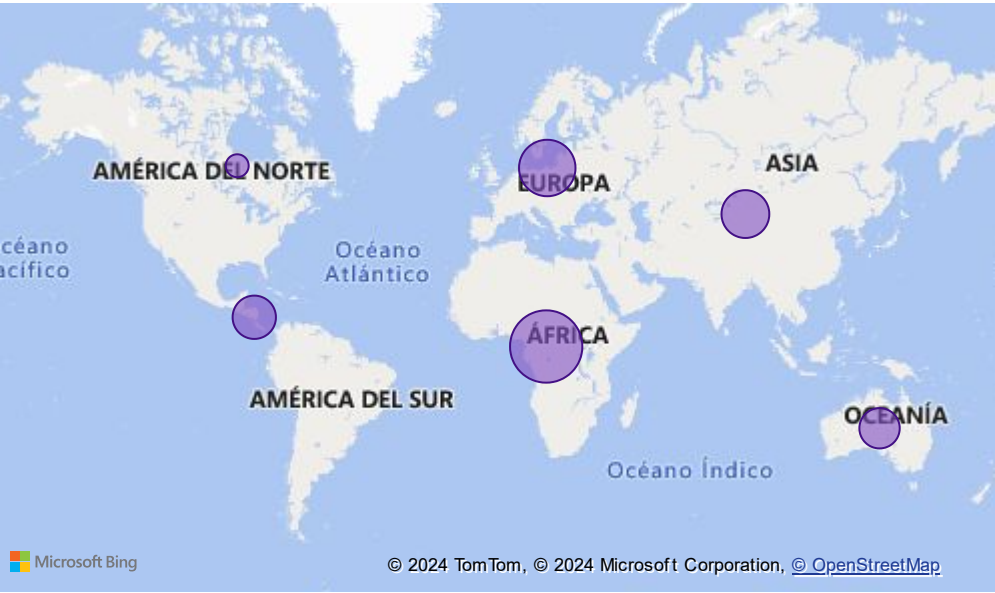 ASIA
AMÉRICA DEL NORTE
EUROPA
céano
acífico
Océano
Atlántico
ÁFRICA
AMÉRICA DEL SUR
OCEANÍA
Océano Índico
Microsoft Bing
© 2024 TomTom, © 2024 Microsoft Corporation, © OpenStreetMap